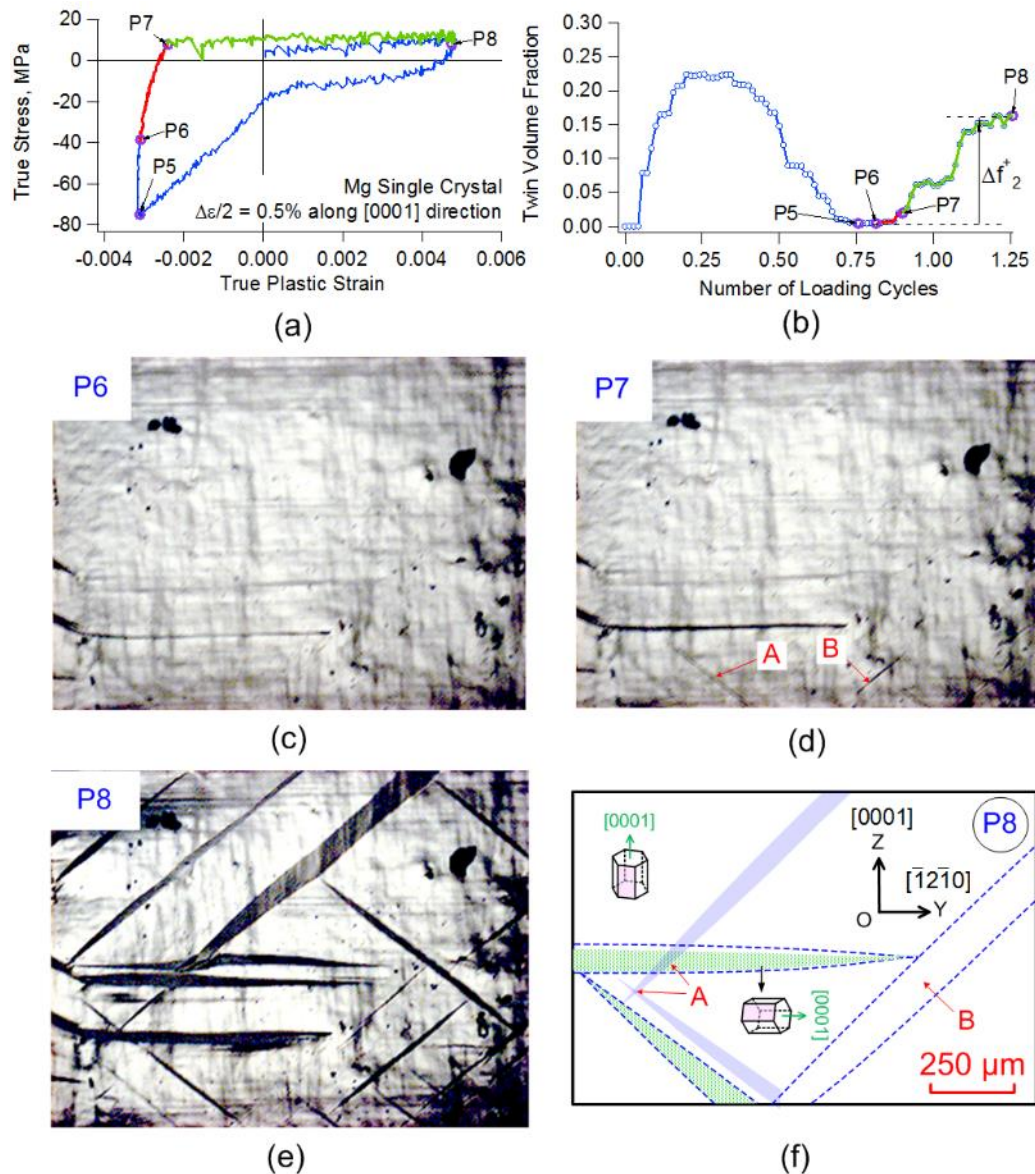 20
10
0
-20
-40
-60
-80
True Stress, MPa
P7
P8
P6
P5
Mg Single Crystal
Δε/2 = 0.5% along [0001] direction
-0.004 -0.002 0.000 0.002 0.004 0.006
True Plastic Strain
(a)
0.30
0.25
0.20
0.15
0.10
0.05
0.00
Twin Volume Fraction
P8
P6
P5
P7
Δf₂⁺
0.00 0.25 0.50 0.75 1.00 1.25
Number of Loading Cycles
(b)
P6
(c)
P7
A B
(d)
P8
(e)
[0001]
[0001]
Z
P8
[1̄21̄0]
O Y
A
[0001]
B
250 µm
(f)